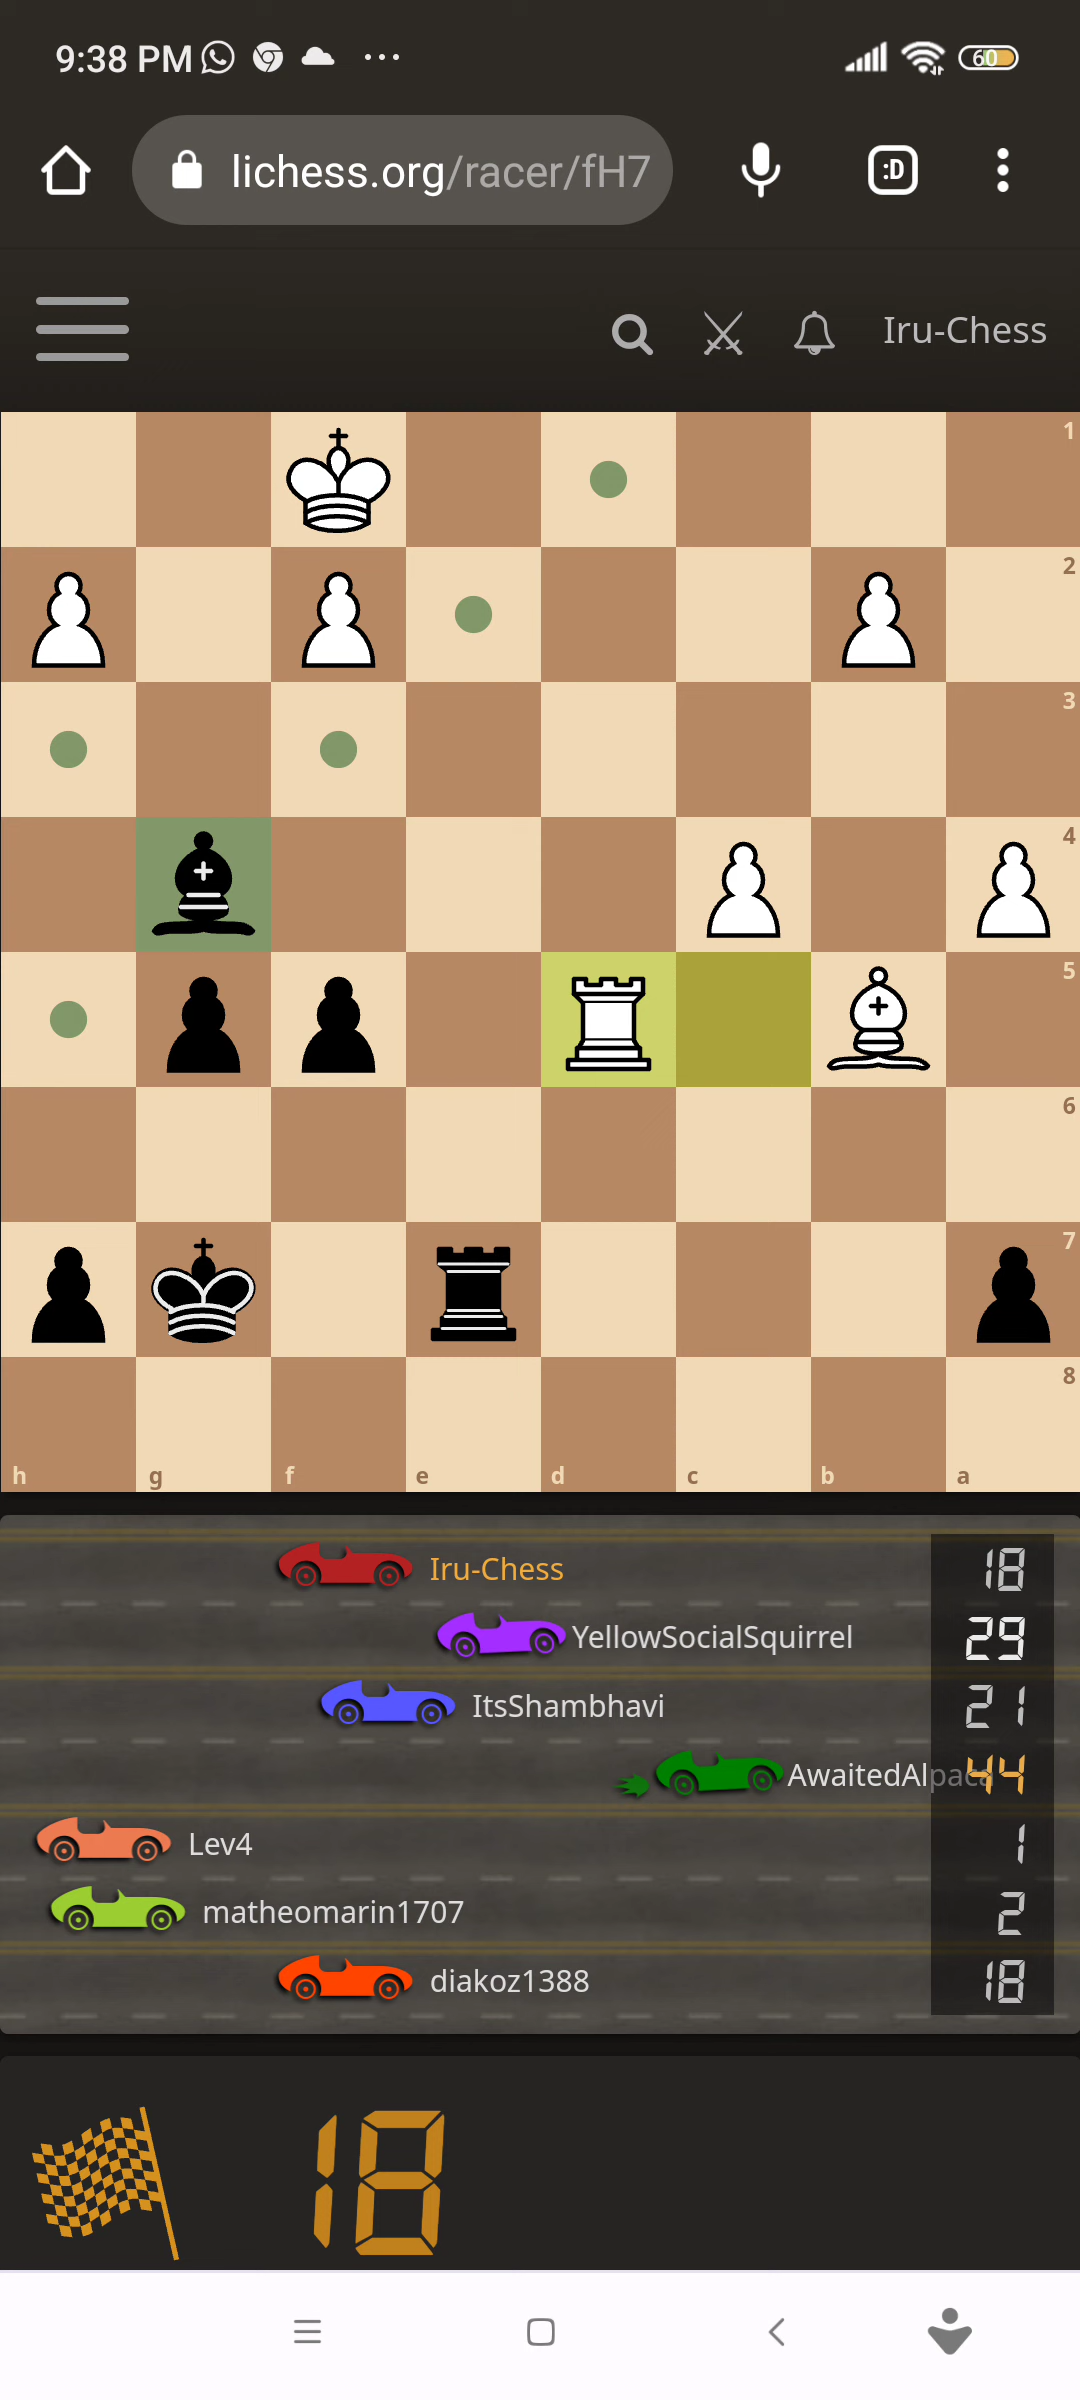 9:38 PM
60
lichess.org/racer/fH7
:D
Iru-Chess
1
2
3
4
5
6
7
8
h g f e d c b a
Iru-Chess 18
YellowSocialSquirrel 29
ItsShambhavi 21
AwaitedAlpaca 44
Lev4 1
matheomarin1707 2
diakoz1388 18
18